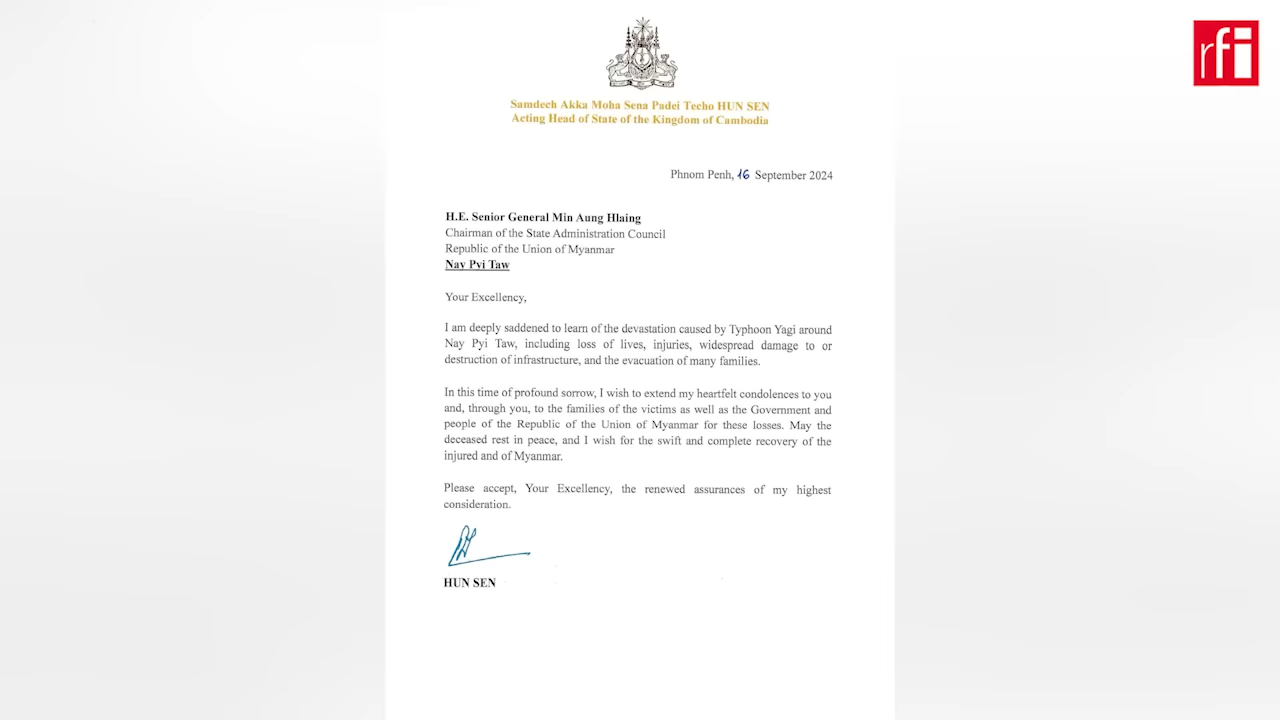 rfi
Samdech Akka Moha Sena Padei Techo HUN SEN
Acting Head of State of the Kingdom of Cambodia
Phnom Penh, 16 September 2024
H.E. Senior General Min Aung Hlaing
Chairman of the State Administration Council
Republic of the Union of Myanmar
Nay Pyi Taw
Your Excellency,
I am deeply saddened to learn of the devastation caused by Typhoon Yagi around
Nay Pyi Taw, including loss of lives, injuries, widespread damage to or
destruction of infrastructure, and the evacuation of many families.
In this time of profound sorrow, I wish to extend my heartfelt condolences to you
and, through you, to the families of the victims as well as the Government and
people of the Republic of the Union of Myanmar for these losses. May the
deceased rest in peace, and I wish for the swift and complete recovery of the
injured and of Myanmar.
Please accept, Your Excellency, the renewed assurances of my highest
consideration.
HUN SEN